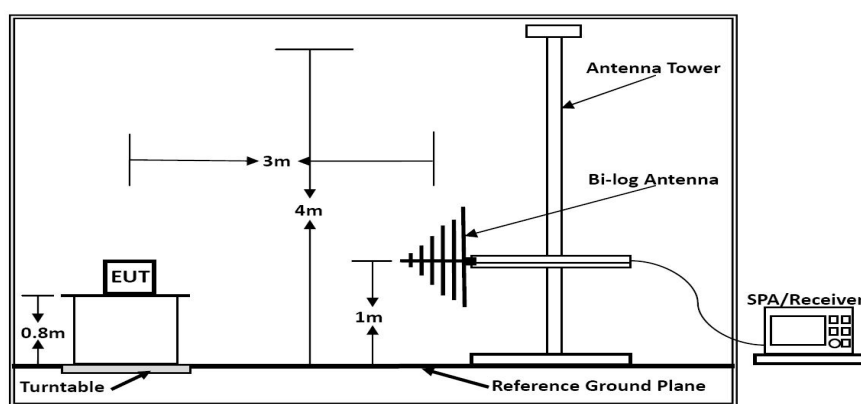 Antenna Tower
3m
Bi-log Antenna
4m
EUT
SPA/Receiver
0.8m
1m
Turntable
Reference Ground Plane